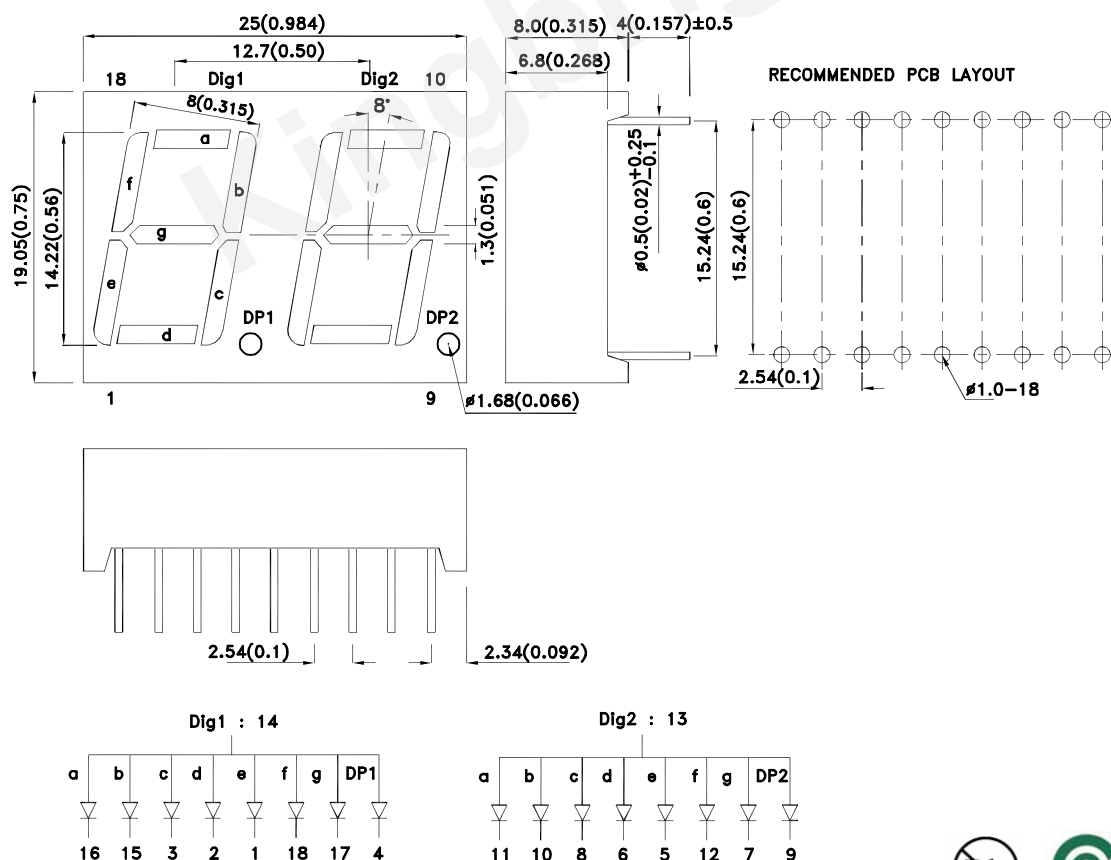 25(0.984)
8.0(0.315) 4(0.157)±0.5
12.7(0.50)
6.8(0.268)
18 Dig1 Dig2 10
RECOMMENDED PCB LAYOUT
8(0.315)
8°
a
f
b
g
e
c
d
DP1 DP2
19.05(0.75)
14.22(0.56)
1.3(0.051)
ø0.5(0.02)+0.25
-0.1
15.24(0.6)
15.24(0.6)
2.54(0.1)
ø1.0-18
1 9
ø1.68(0.066)
2.54(0.1) 2.34(0.092)
Dig1 : 14
a b c d e f g DP1
16 15 3 2 1 18 17 4
Dig2 : 13
a b c d e f g DP2
11 10 8 6 5 12 7 9